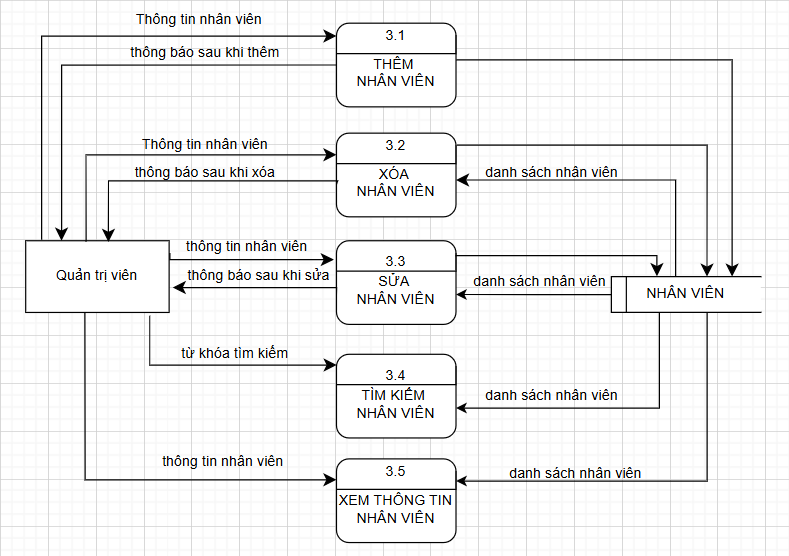 Thông tin nhân viên
3.1
thông báo sau khi thêm
THÊM
NHÂN VIÊN
Thông tin nhân viên
3.2
thông báo sau khi xóa
XÓA
NHÂN VIÊN
danh sách nhân viên
thông tin nhân viên
3.3
Quản trị viên
thông báo sau khi sửa
SỬA
NHÂN VIÊN
danh sách nhân viên
NHÂN VIÊN
từ khóa tìm kiếm
3.4
TÌM KIẾM
NHÂN VIÊN
danh sách nhân viên
thông tin nhân viên
3.5
XEM THÔNG TIN
NHÂN VIÊN
danh sách nhân viên